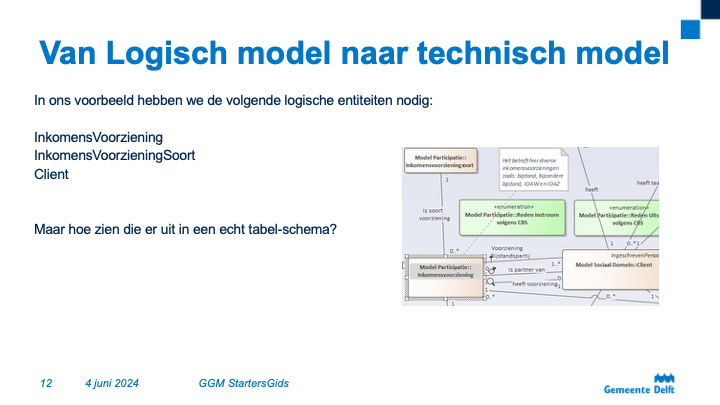 Van Logisch model naar technisch model
In ons voorbeeld hebben we de volgende logische entiteiten nodig:
InkomensVoorziening
InkomensVoorzieningSoort
Client
Maar hoe zien die er uit in een echt tabel-schema?
Model Participatie::
Inkomensvoorzieningsoort
Het betreft hier diverse
inkomensvoorzieningen
zoals: bijstand, bijzondere
bijstand, IOAW en IOAZ
1
heeft
heeft
«enumeration»
Model Participatie::Reden Instroom
volgens CBS
«enumeration»
Model Participatie::Reden Uits
volgens CBS
is soort
voorziening
0..*
Voorziening
bijstandspartij
1
0..1
1..*
IngeschrevenPerso
Model Sociaal Domein::Client
Model Participatie::
Inkomensvoorziening
is partner van
heeft voorziening
0
1
1
0..*
1
0..*
1
12
4 juni 2024
GGM StartersGids
Gemeente Delft